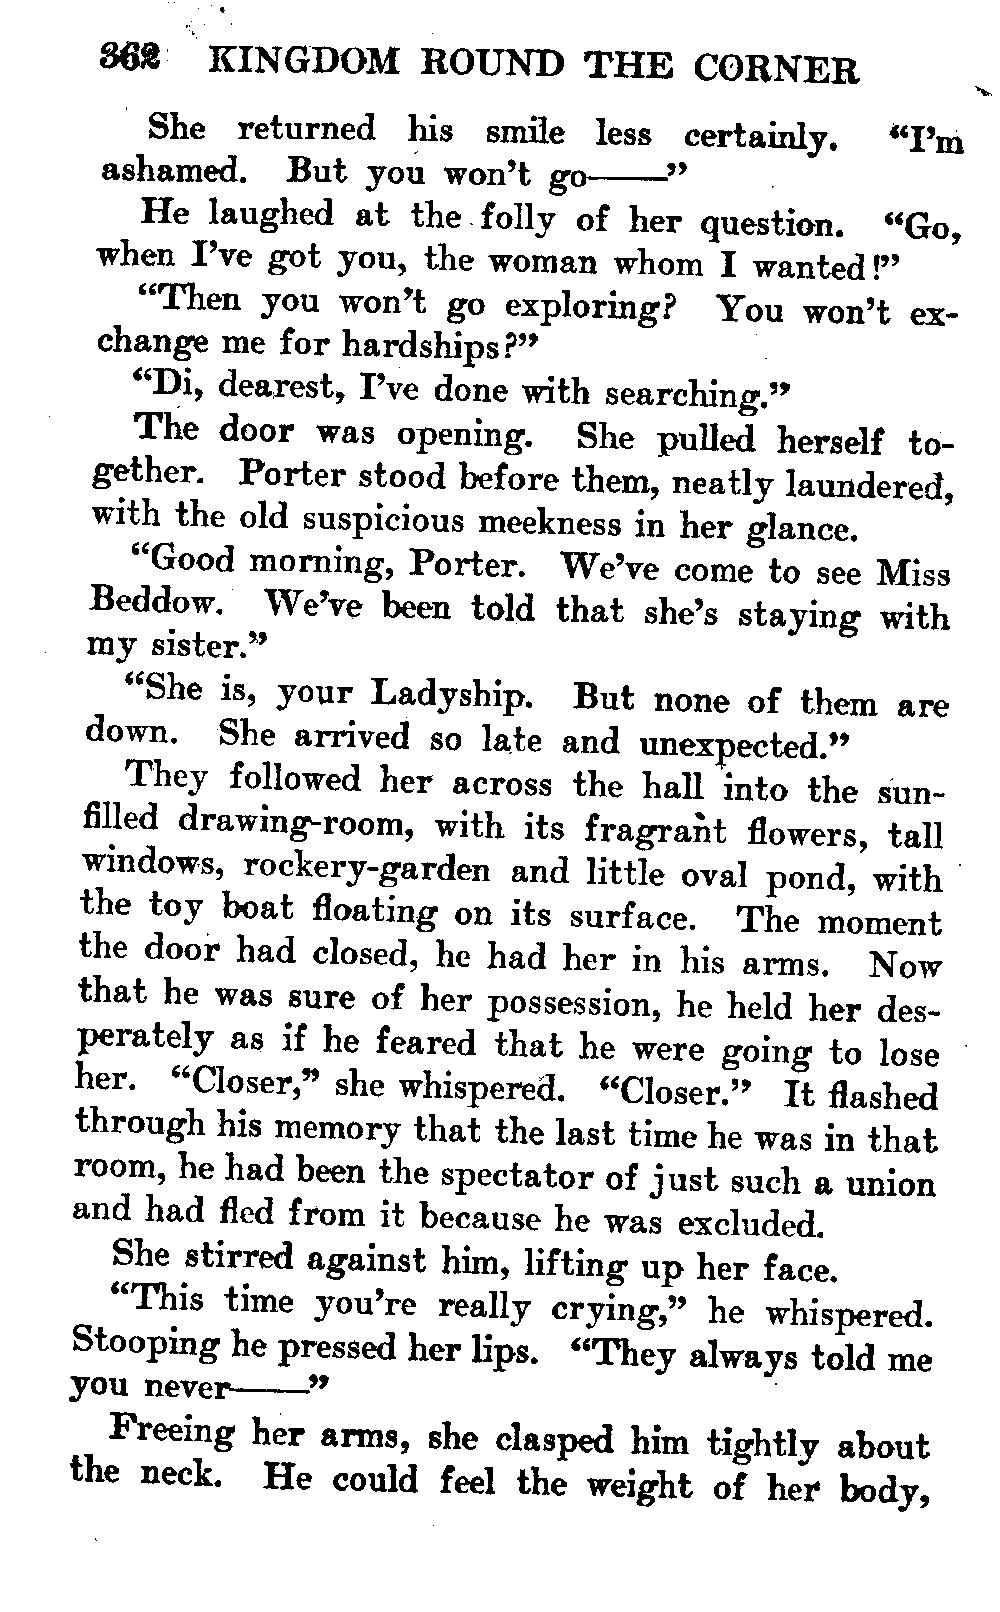 362 KINGDOM ROUND THE CORNER
She returned his smile less certainly. “I’m
ashamed. But you won’t go——”
He laughed at the folly of her question. “Go,
when I’ve got you, the woman whom I wanted!”
“Then you won’t go exploring? You won’t ex-
change me for hardships?”
“Di, dearest, I’ve done with searching.”
The door was opening. She pulled herself to-
gether. Porter stood before them, neatly laundered,
with the old suspicious meekness in her glance.
“Good morning, Porter. We’ve come to see Miss
Beddow. We’ve been told that she’s staying with
my sister.”
“She is, your Ladyship. But none of them are
down. She arrived so late and unexpected.”
They followed her across the hall into the sun-
filled drawing-room, with its fragrant flowers, tall
windows, rockery-garden and little oval pond, with
the toy boat floating on its surface. The moment
the door had closed, he had her in his arms. Now
that he was sure of her possession, he held her des-
perately as if he feared that he were going to lose
her. “Closer,” she whispered. “Closer.” It flashed
through his memory that the last time he was in that
room, he had been the spectator of just such a union
and had fled from it because he was excluded.
She stirred against him, lifting up her face.
“This time you’re really crying,” he whispered.
Stooping he pressed her lips. “They always told me
you never——”
Freeing her arms, she clasped him tightly about
the neck. He could feel the weight of her body,